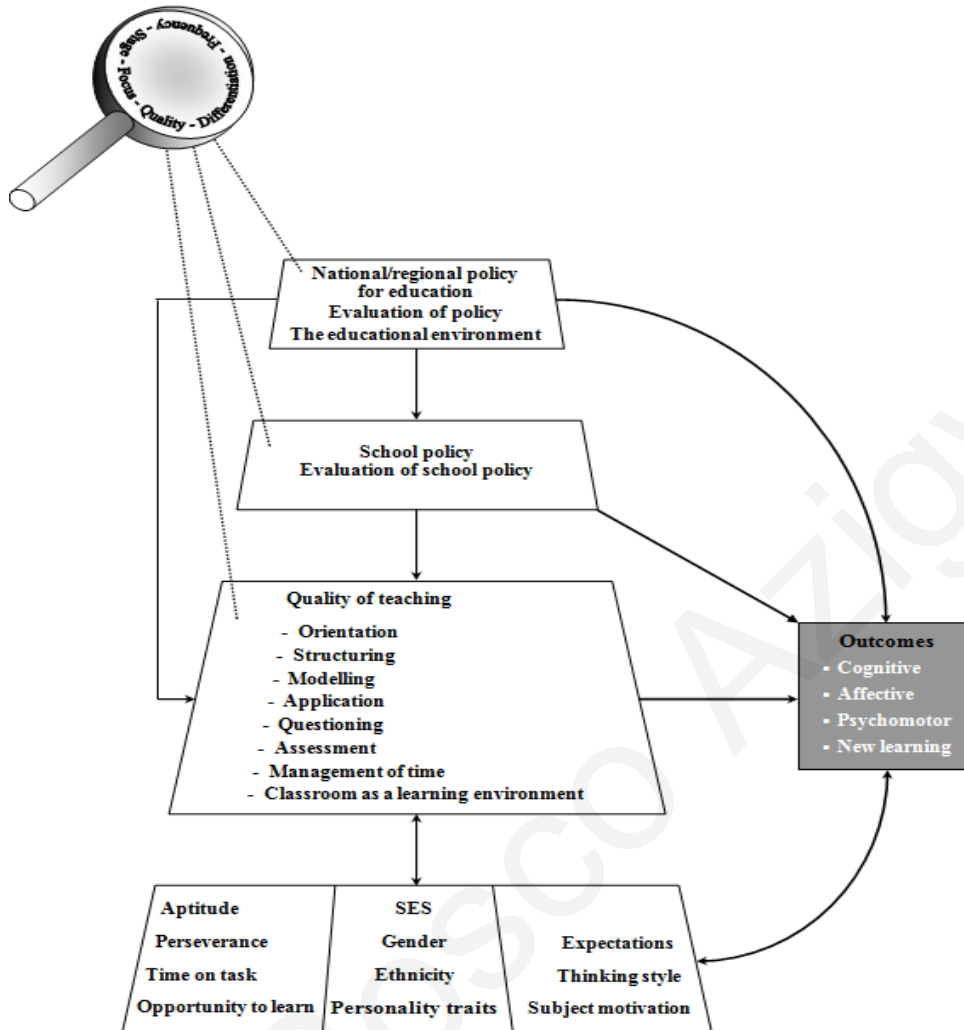 Frequency - Stage - Focus - Quality - Differentiation -
National/regional policy
for education
Evaluation of policy
The educational environment
School policy
Evaluation of school policy
Quality of teaching
- Orientation
- Structuring
- Modelling
- Application
- Questioning
- Assessment
- Management of time
- Classroom as a learning environment
Outcomes
- Cognitive
- Affective
- Psychomotor
- New learning
Aptitude
Perseverance
Time on task
Opportunity to learn
SES
Gender
Ethnicity
Personality traits
Expectations
Thinking style
Subject motivation